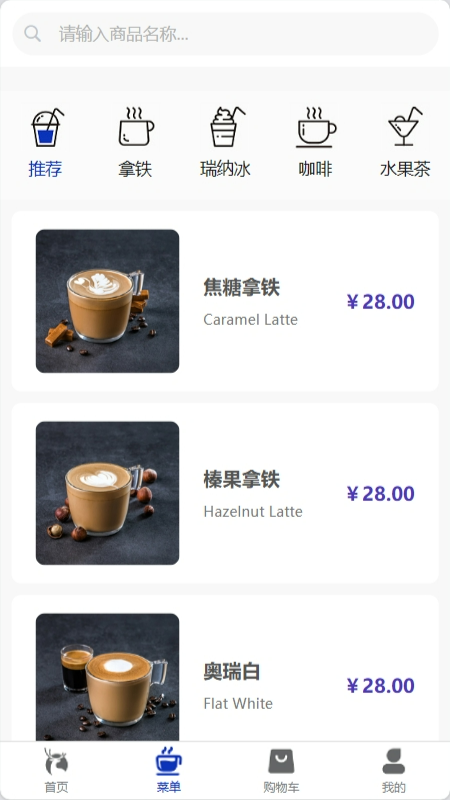 请输入商品名称...
推荐 拿铁 瑞纳冰 咖啡 水果茶
焦糖拿铁
Caramel Latte
¥28.00
榛果拿铁
Hazelnut Latte
¥28.00
奥瑞白
Flat White
¥28.00
首页 菜单 购物车 我的